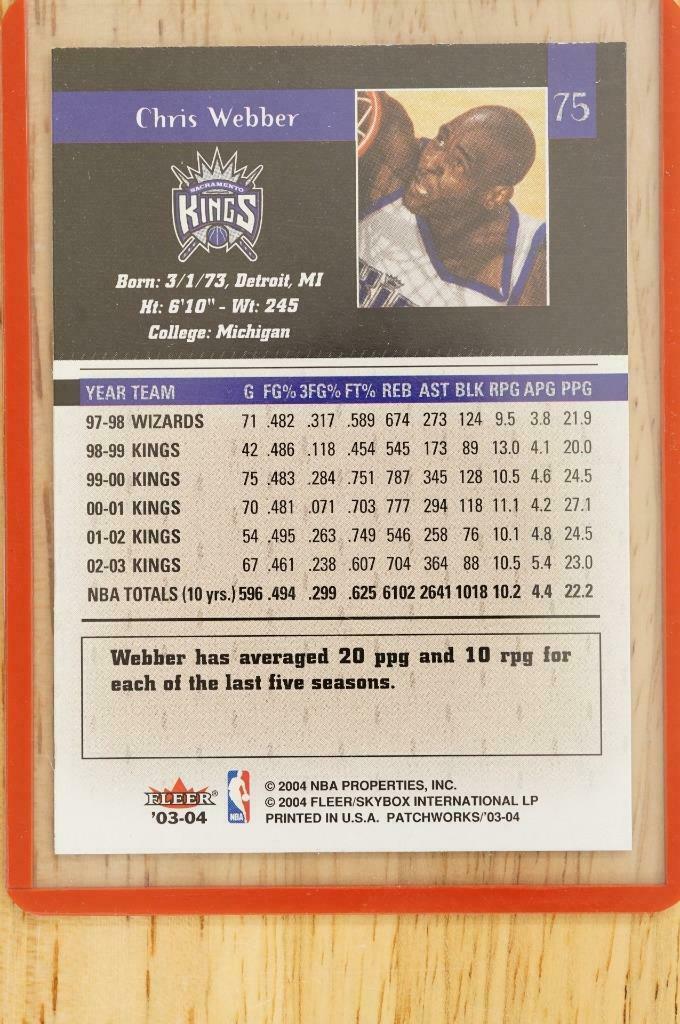 Chris Webber
75
SACRAMENTO
KINGS
Born: 3/1/73, Detroit, MI
Ht: 6'10" - Wt: 245
College: Michigan
YEAR TEAM G FG% 3FG% FT% REB AST BLK RPG APG PPG
97-98 WIZARDS 71 .482 .317 .589 674 273 124 9.5 3.8 21.9
98-99 KINGS 42 .486 .118 .454 545 173 89 13.0 4.1 20.0
99-00 KINGS 75 .483 .284 .751 787 345 128 10.5 4.6 24.5
00-01 KINGS 70 .481 .071 .703 777 294 118 11.1 4.2 27.1
01-02 KINGS 54 .495 .263 .749 546 258 76 10.1 4.8 24.5
02-03 KINGS 67 .461 .238 .607 704 364 88 10.5 5.4 23.0
NBA TOTALS (10 yrs.) 596 .494 .299 .625 6102 2641 1018 10.2 4.4 22.2
Webber has averaged 20 ppg and 10 rpg for
each of the last five seasons.
FLEER®
'03-04
NBA
© 2004 NBA PROPERTIES, INC.
© 2004 FLEER/SKYBOX INTERNATIONAL LP
PRINTED IN U.S.A. PATCHWORKS/'03-04